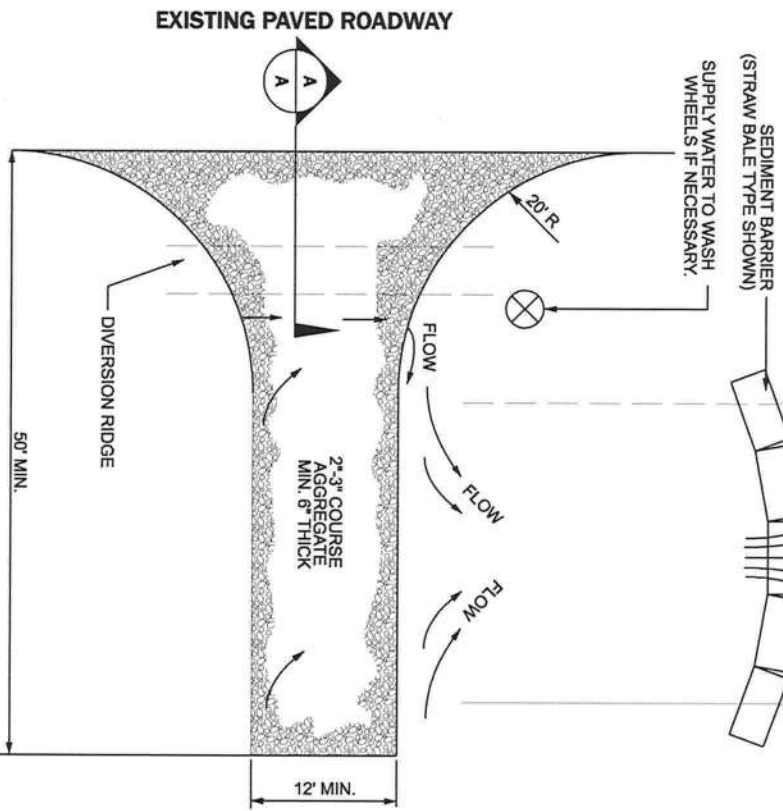 EXISTING PAVED ROADWAY
A
A
SEDIMENT BARRIER
(STRAW BALE TYPE SHOWN)
SUPPLY WATER TO WASH
WHEELS IF NECESSARY.
20' R
DIVERSION RIDGE
FLOW
FLOW
FLOW
2"-3" COURSE
AGGREGATE
MIN. 6" THICK
50' MIN.
12' MIN.